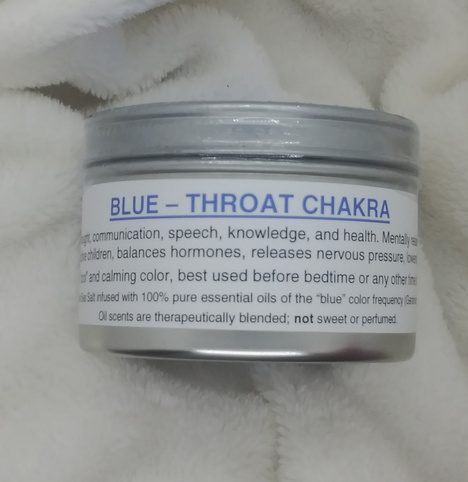 BLUE – THROAT CHAKRA
communication, speech, knowledge, and health. Mentally
children, balances hormones, releases nervous pressure,
and calming color, best used before bedtime or any other
Salt infused with 100% pure essential oils of the "blue" color frequency
Oil scents are therapeutically blended; not sweet or perfumed.